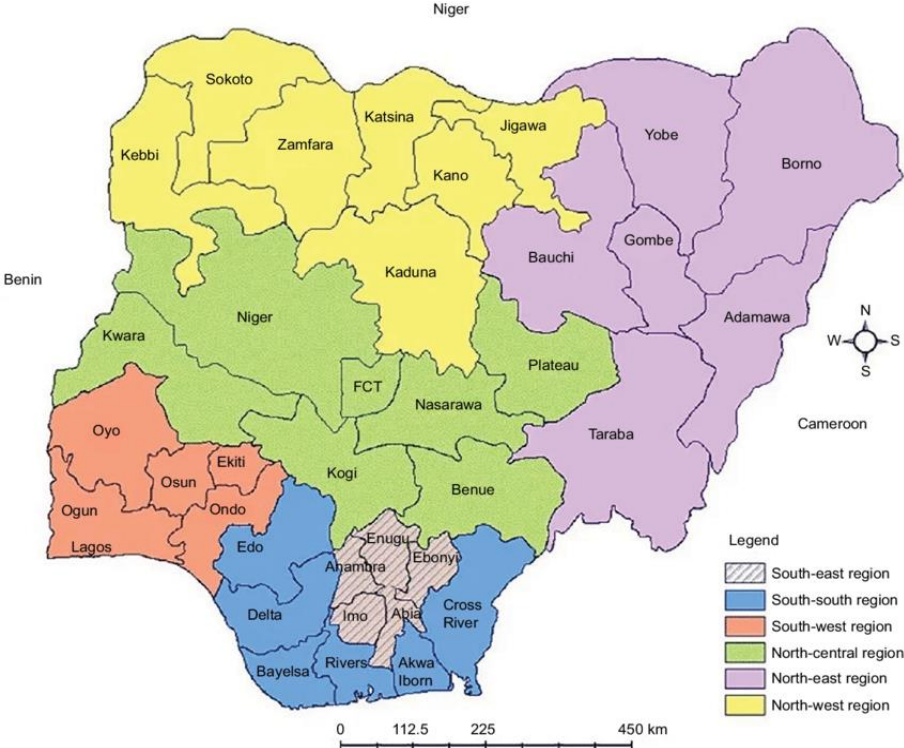 Niger
Sokoto
Katsina
Jigawa
Kebbi
Zamfara
Kano
Yobe
Borno
Kaduna
Bauchi
Gombe
Benin
Niger
Adamawa
N
W S
S
Kwara
FCT
Plateau
Nasarawa
Cameroon
Oyo
Taraba
Osun
Ekiti
Kogi
Benue
Ogun
Ondo
Lagos
Edo
Enugu
Anambra
Ebonyi
Delta
Imo
Abia
Cross
River
Bayelsa
Rivers
Akwa
Iborn
Legend
South-east region
South-south region
South-west region
North-central region
North-east region
North-west region
0 112.5 225 450 km